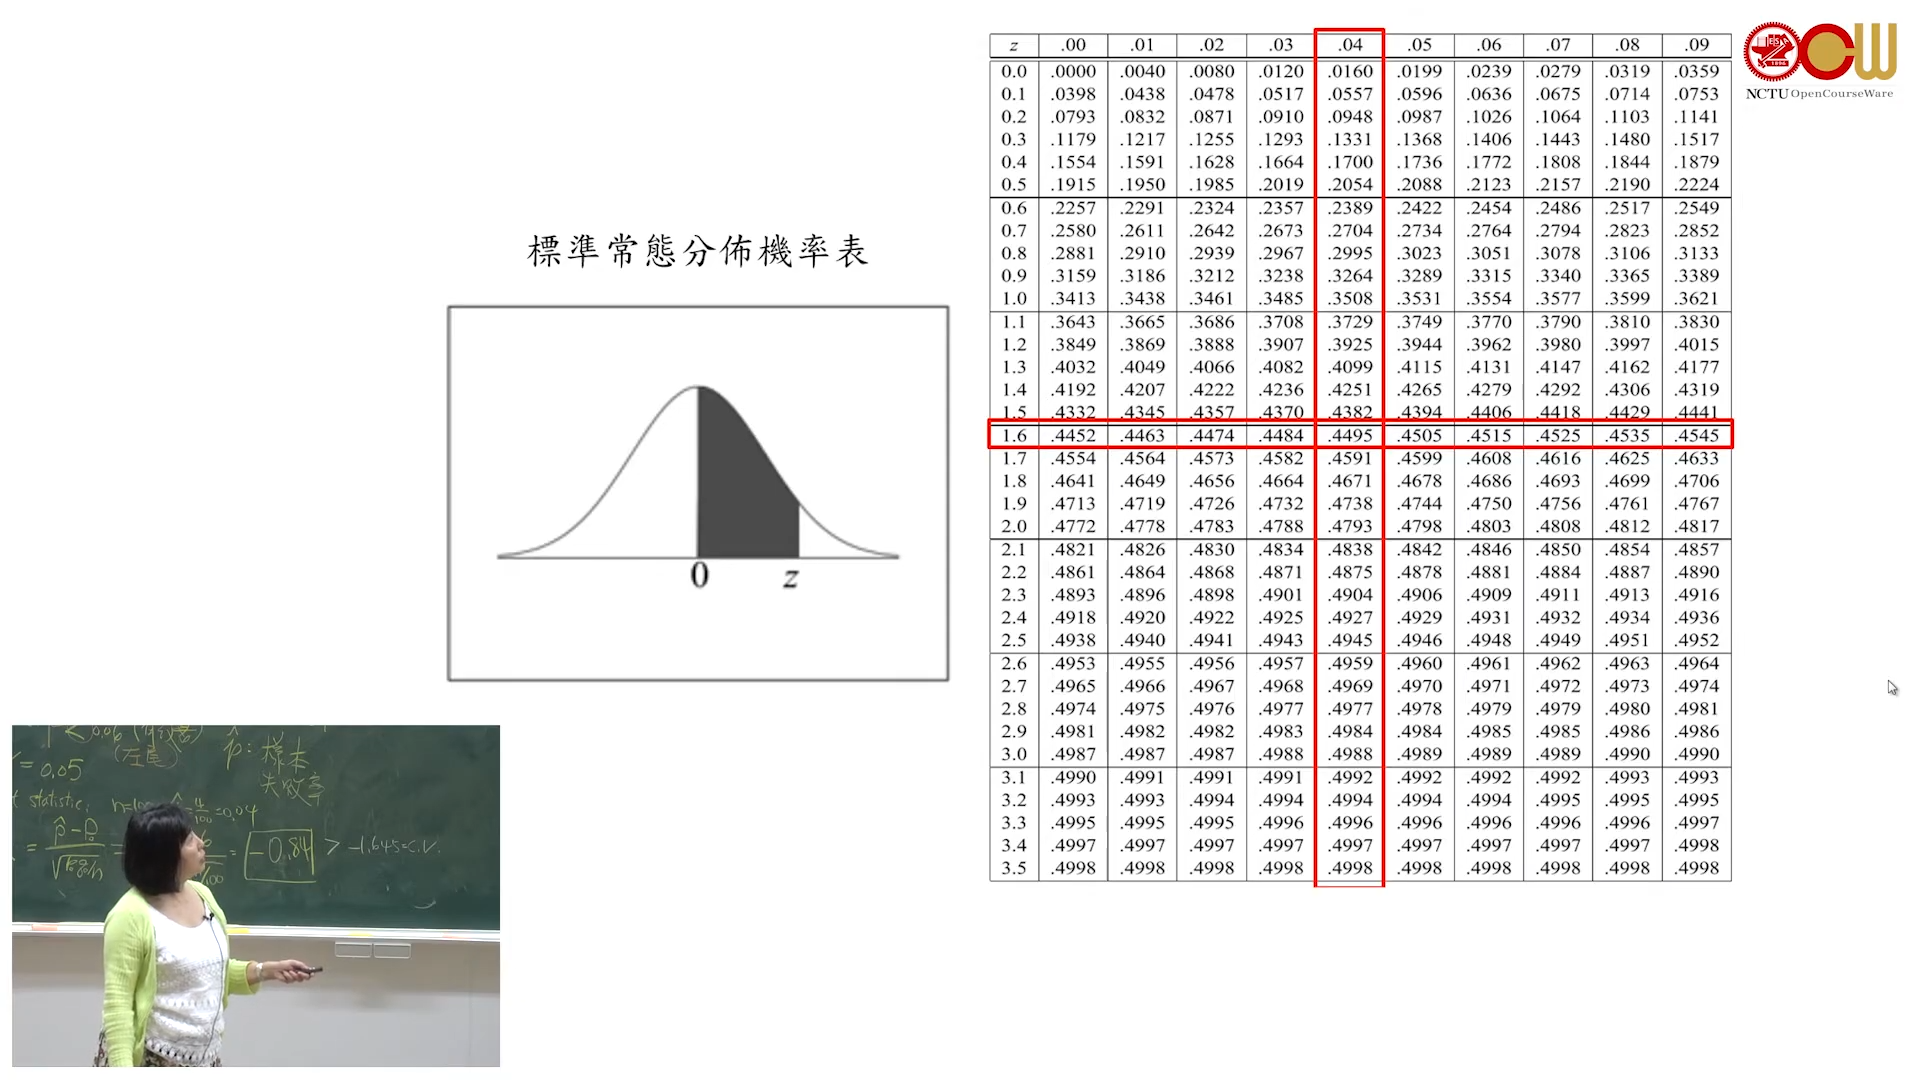 標準常態分佈機率表
0 z
z .00 .01 .02 .03 .04 .05 .06 .07 .08 .09
0.0 .0000 .0040 .0080 .0120 .0160 .0199 .0239 .0279 .0319 .0359
0.1 .0398 .0438 .0478 .0517 .0557 .0596 .0636 .0675 .0714 .0753
0.2 .0793 .0832 .0871 .0910 .0948 .0987 .1026 .1064 .1103 .1141
0.3 .1179 .1217 .1255 .1293 .1331 .1368 .1406 .1443 .1480 .1517
0.4 .1554 .1591 .1628 .1664 .1700 .1736 .1772 .1808 .1844 .1879
0.5 .1915 .1950 .1985 .2019 .2054 .2088 .2123 .2157 .2190 .2224
0.6 .2257 .2291 .2324 .2357 .2389 .2422 .2454 .2486 .2517 .2549
0.7 .2580 .2611 .2642 .2673 .2704 .2734 .2764 .2794 .2823 .2852
0.8 .2881 .2910 .2939 .2967 .2995 .3023 .3051 .3078 .3106 .3133
0.9 .3159 .3186 .3212 .3238 .3264 .3289 .3315 .3340 .3365 .3389
1.0 .3413 .3438 .3461 .3485 .3508 .3531 .3554 .3577 .3599 .3621
1.1 .3643 .3665 .3686 .3708 .3729 .3749 .3770 .3790 .3810 .3830
1.2 .3849 .3869 .3888 .3907 .3925 .3944 .3962 .3980 .3997 .4015
1.3 .4032 .4049 .4066 .4082 .4099 .4115 .4131 .4147 .4162 .4177
1.4 .4192 .4207 .4222 .4236 .4251 .4265 .4279 .4292 .4306 .4319
1.5 .4332 .4345 .4357 .4370 .4382 .4394 .4406 .4418 .4429 .4441
1.6 .4452 .4463 .4474 .4484 .4495 .4505 .4515 .4525 .4535 .4545
1.7 .4554 .4564 .4573 .4582 .4591 .4599 .4608 .4616 .4625 .4633
1.8 .4641 .4649 .4656 .4664 .4671 .4678 .4686 .4693 .4699 .4706
1.9 .4713 .4719 .4726 .4732 .4738 .4744 .4750 .4756 .4761 .4767
2.0 .4772 .4778 .4783 .4788 .4793 .4798 .4803 .4808 .4812 .4817
2.1 .4821 .4826 .4830 .4834 .4838 .4842 .4846 .4850 .4854 .4857
2.2 .4861 .4864 .4868 .4871 .4875 .4878 .4881 .4884 .4887 .4890
2.3 .4893 .4896 .4898 .4901 .4904 .4906 .4909 .4911 .4913 .4916
2.4 .4918 .4920 .4922 .4925 .4927 .4929 .4931 .4932 .4934 .4936
2.5 .4938 .4940 .4941 .4943 .4945 .4946 .4948 .4949 .4951 .4952
2.6 .4953 .4955 .4956 .4957 .4959 .4960 .4961 .4962 .4963 .4964
2.7 .4965 .4966 .4967 .4968 .4969 .4970 .4971 .4972 .4973 .4974
2.8 .4974 .4975 .4976 .4977 .4977 .4978 .4979 .4979 .4980 .4981
2.9 .4981 .4982 .4982 .4983 .4984 .4984 .4985 .4985 .4986 .4986
3.0 .4987 .4987 .4987 .4988 .4988 .4989 .4989 .4989 .4990 .4990
3.1 .4990 .4991 .4991 .4991 .4992 .4992 .4992 .4992 .4993 .4993
3.2 .4993 .4993 .4994 .4994 .4994 .4994 .4994 .4995 .4995 .4995
3.3 .4995 .4995 .4995 .4996 .4996 .4996 .4996 .4996 .4996 .4997
3.4 .4997 .4997 .4997 .4997 .4997 .4997 .4997 .4997 .4997 .4998
3.5 .4998 .4998 .4998 .4998 .4998 .4998 .4998 .4998 .4998 .4998
OCW
NCTU OpenCourseWare
(左尾) p̂: 樣本
= 0.05 失敗率
statistic:
= 0.04
p̂ - p₀
= -0.84 > -1.645 = C.V.